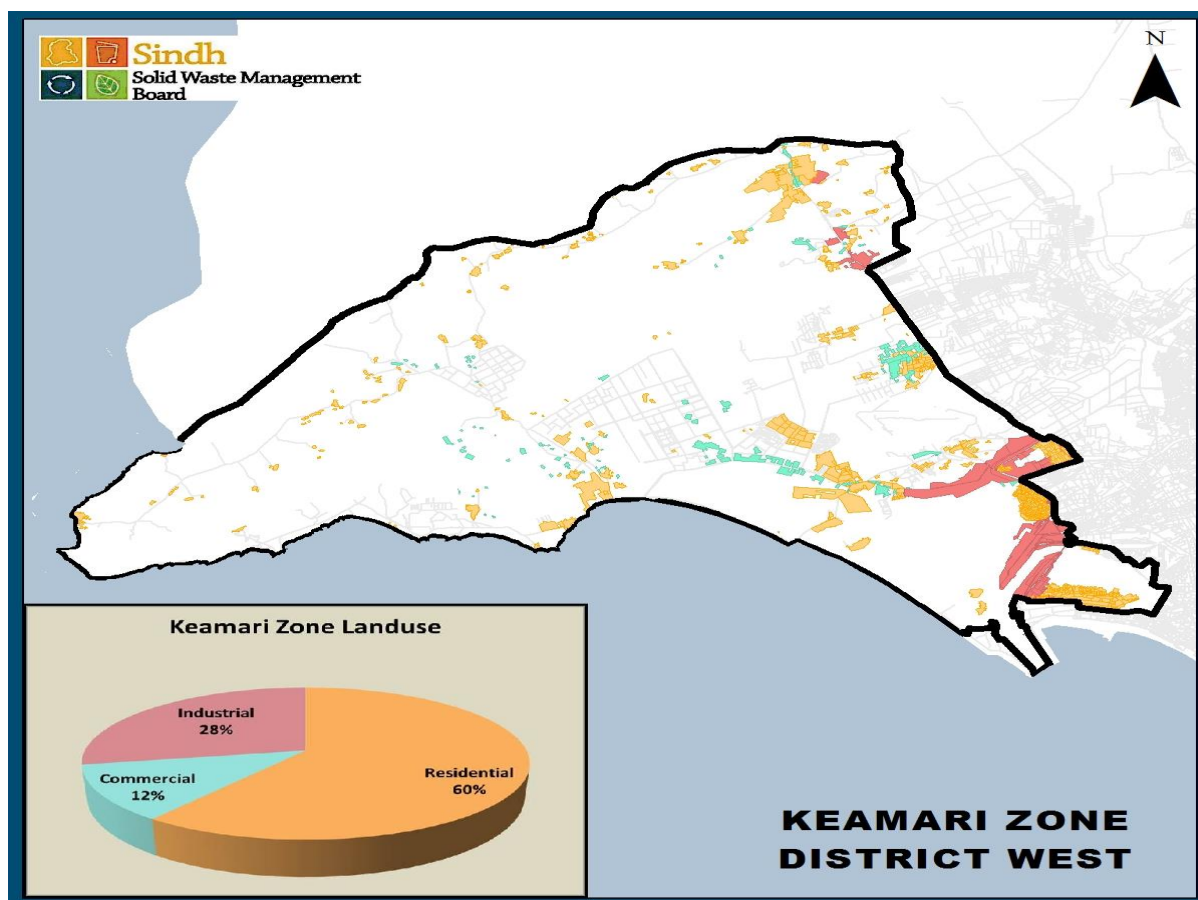 Sindh
Solid Waste Management
Board
N
Keamari Zone Landuse
Industrial
28%
Commercial
12%
Residential
60%
KEAMARI ZONE
DISTRICT WEST